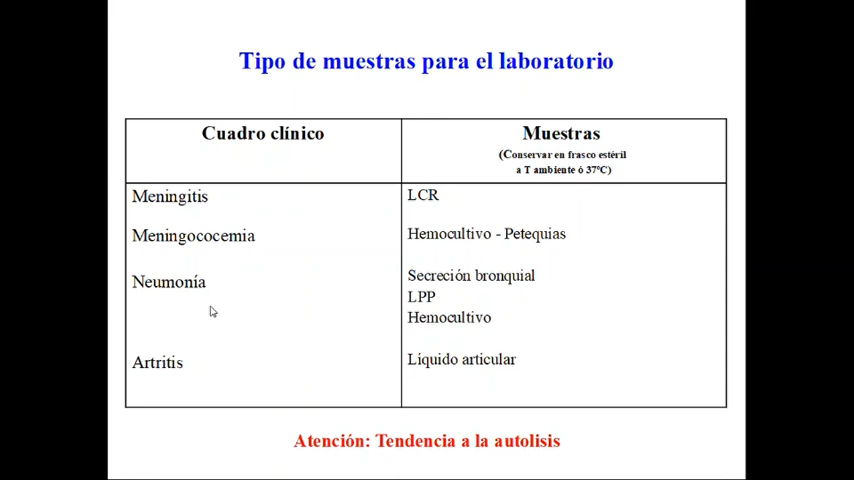 Tipo de muestras para el laboratorio
Cuadro clínico
Muestras
(Conservar en frasco estéril
a T ambiente ó 37ºC)
Meningitis
LCR
Meningococemia
Hemocultivo - Petequias
Neumonía
Secreción bronquial
LPP
Hemocultivo
Artritis
Líquido articular
Atención: Tendencia a la autolisis